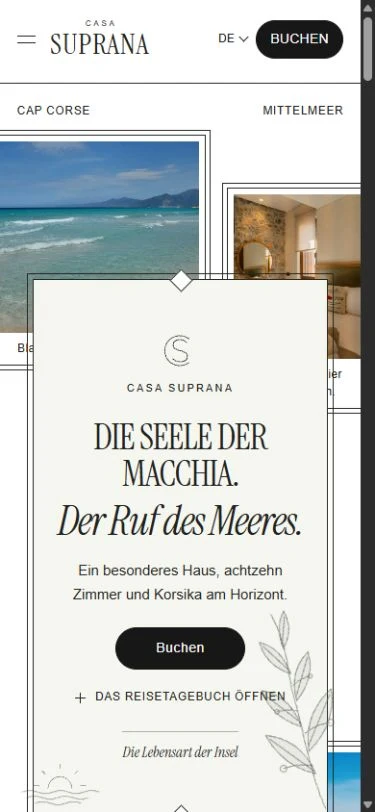 CASA
SUPRANA
DE
BUCHEN
CAP CORSE
MITTELMEER
CASA SUPRANA
DIE SEELE DER
MACCHIA.
Der Ruf des Meeres.
Ein besonderes Haus, achtzehn
Zimmer und Korsika am Horizont.
Buchen
DAS REISETAGEBUCH ÖFFNEN
Die Lebensart der Insel